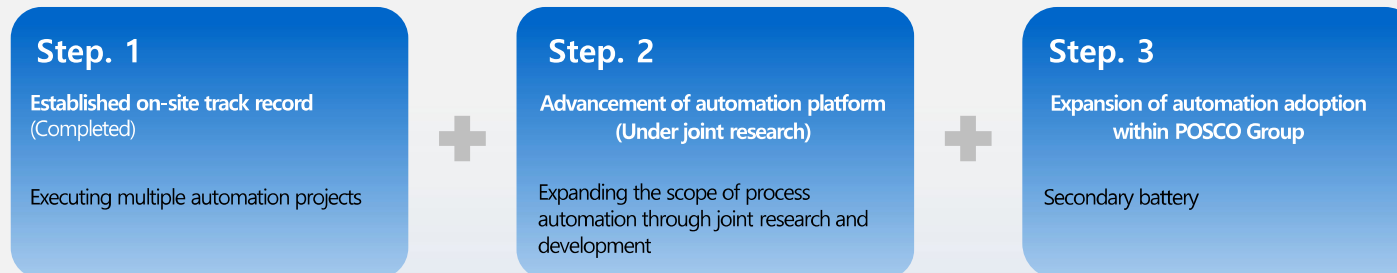 Step. 1
Established on-site track record
(Completed)
Executing multiple automation projects
Step. 2
Advancement of automation platform
(Under joint research)
Expanding the scope of process
automation through joint research and
development
Step. 3
Expansion of automation adoption
within POSCO Group
Secondary battery